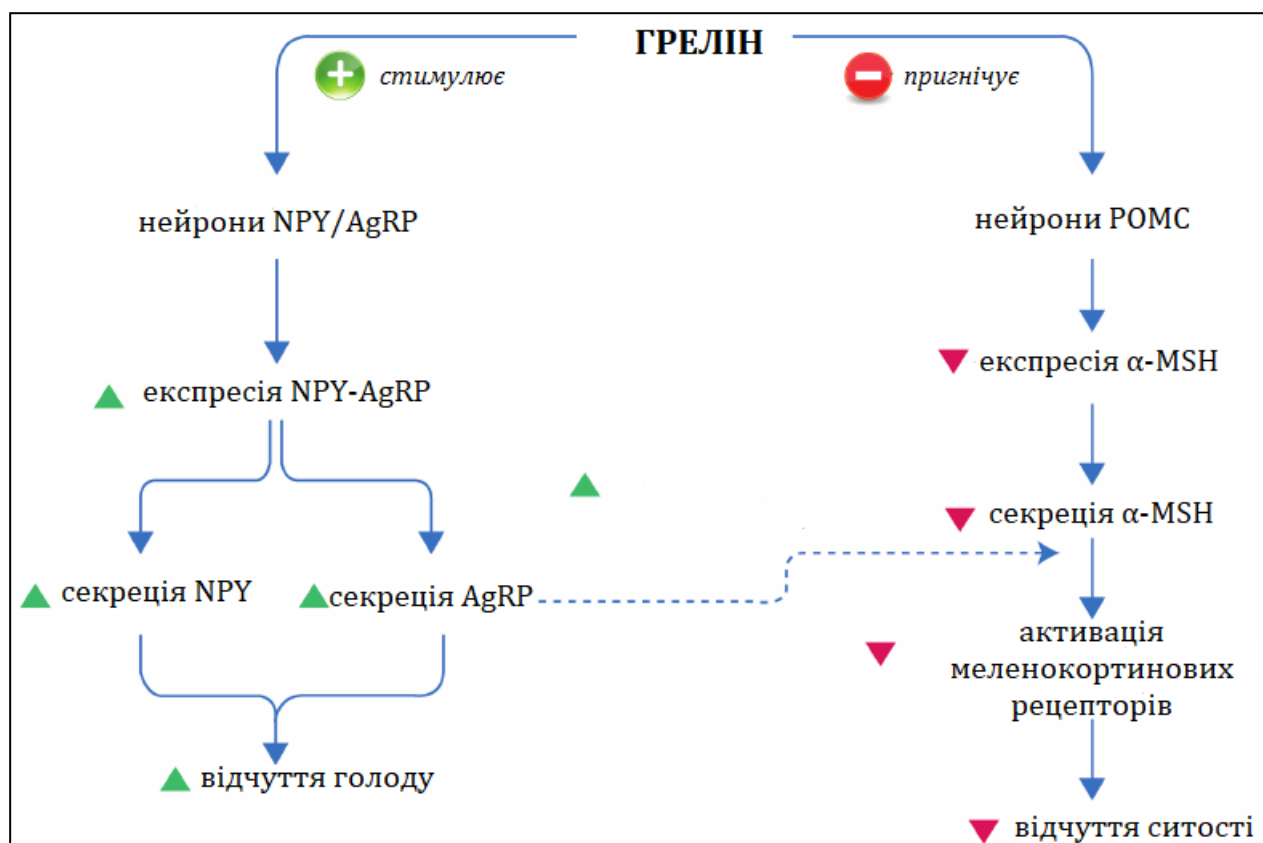 ГРЕЛІН
стимулює
пригнічує
нейрони NPY/AgRP
нейрони POMC
експресія α-MSH
експресія NPY-AgRP
секреція α-MSH
секреція NPY
секреція AgRP
активація
меленокортинових
рецепторів
відчуття голоду
відчуття ситості